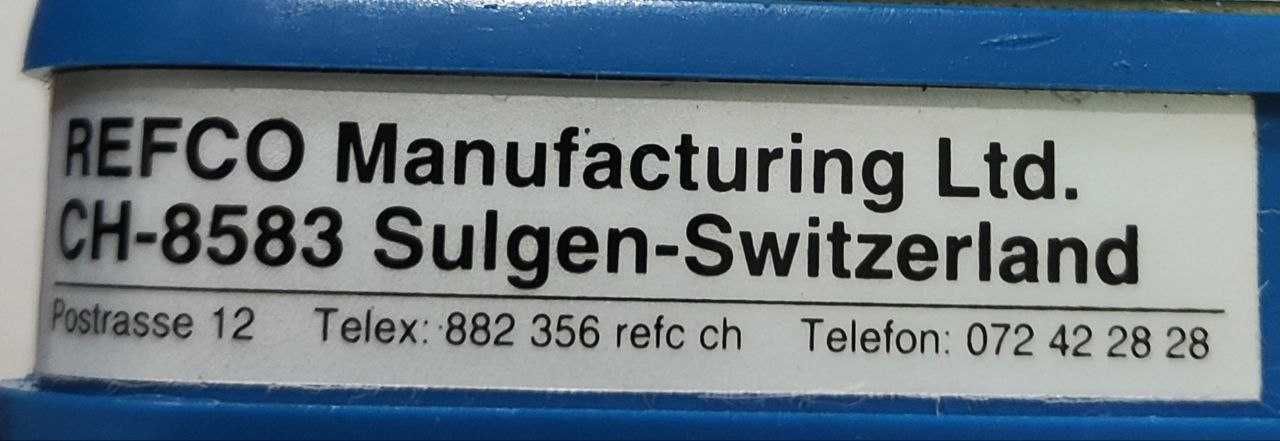 REFCO Manufacturing Ltd.
CH-8583 Sulgen-Switzerland
Postrasse 12 Telex: 882 356 refc ch Telefon: 072 42 28 28